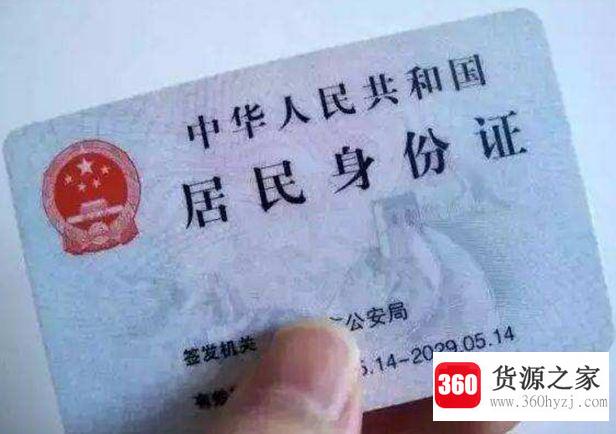 中华人民共和国
居民身份证
签发机关 公安局
5.14-2029.05.14
360 货源之家
www.360hyzj.com